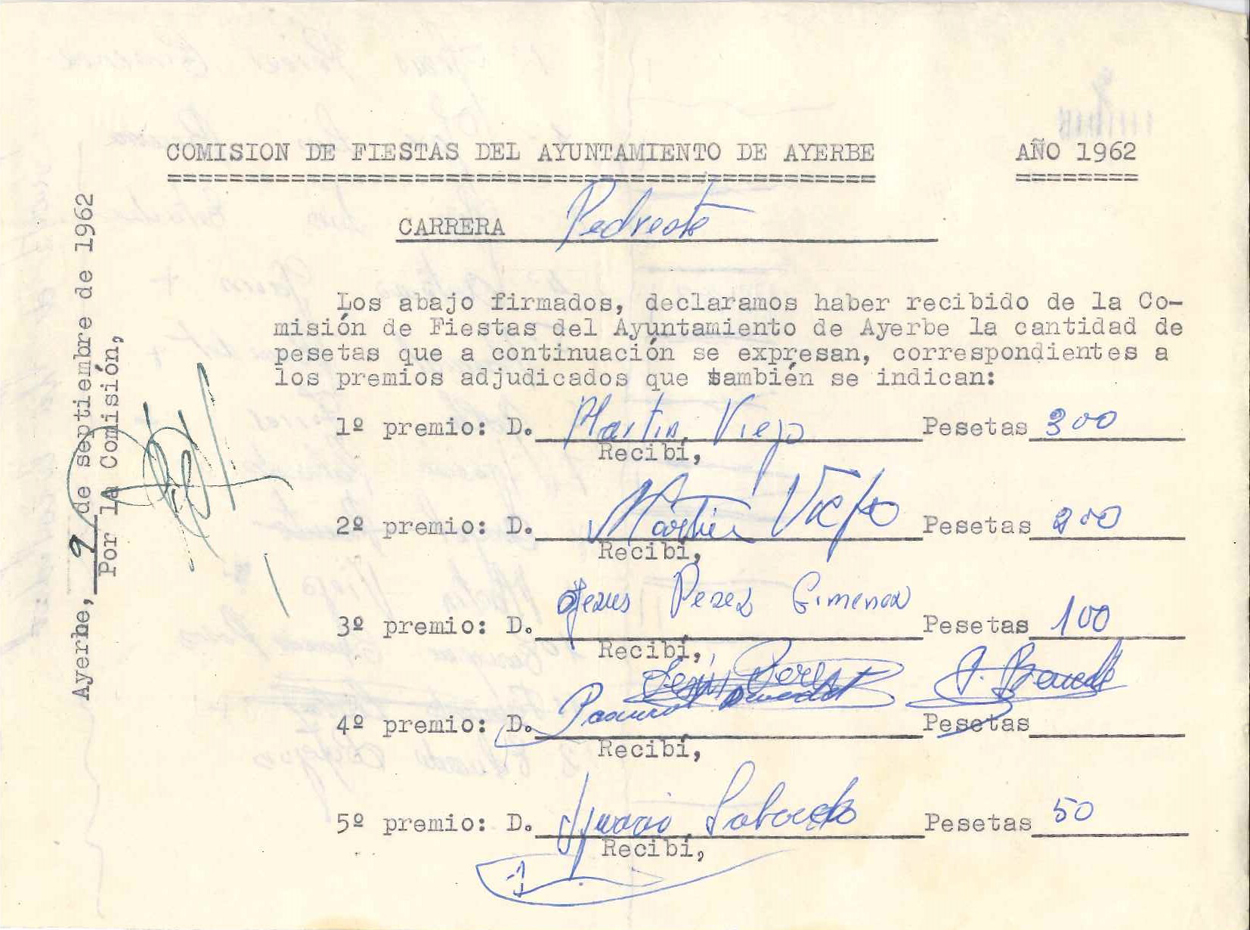 COMISION DE FIESTAS DEL AYUNTAMIENTO DE AYERBE AÑO 1962
CARRERA Pedreste
Los abajo firmados, declaramos haber recibido de la Co-
misión de Fiestas del Ayuntamiento de Ayerbe la cantidad de
pesetas que a continuación se expresan, correspondientes a
los premios adjudicados que también se indican:
1º premio: D. Martin Viejo Pesetas 300
Recibí,
2º premio: D. Martin Viejo Pesetas 200
Recibí,
Jesus Perez Gimenez
3º premio: D. Pesetas 100
Recibí,
Jesús Perez
4º premio: D. Pesetas
Recibí,
5º premio: D. Pesetas 50
Recibí,
Ayerbe, 9 de septiembre de 1962
Por la Comisión,